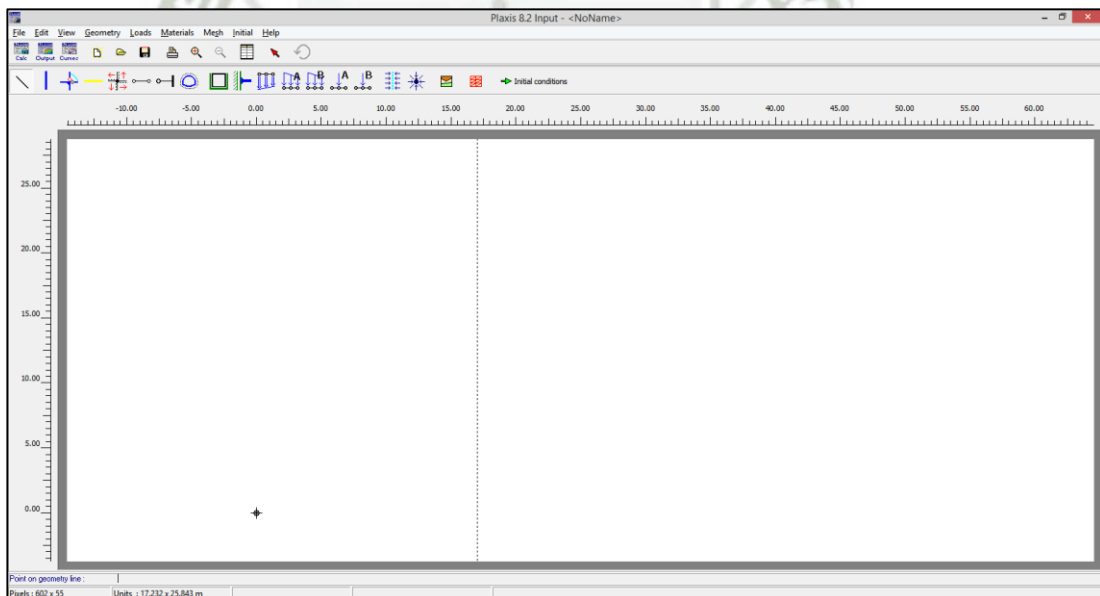 Plaxis 8.2 Input - <NoName>
File Edit View Geometry Loads Materials Mesh Initial Help
Calc Output Curves
A B A B Initial conditions
-10.00 -5.00 0.00 5.00 10.00 15.00 20.00 25.00 30.00 35.00 40.00 45.00 50.00 55.00 60.00
25.00
20.00
15.00
10.00
5.00
0.00
Point on geometry line :
Pixels : 602 x 55 Units : 17.232 x 25.843 m